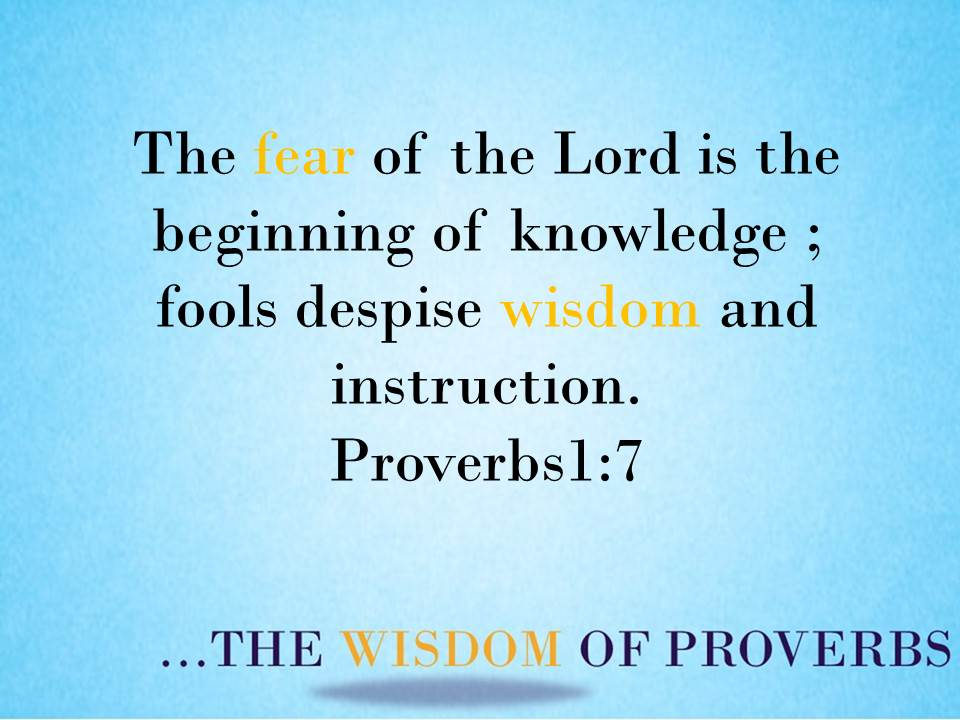 The fear of the Lord is the
beginning of knowledge ;
fools despise wisdom and
instruction.
Proverbs1:7
...THE WISDOM OF PROVERBS